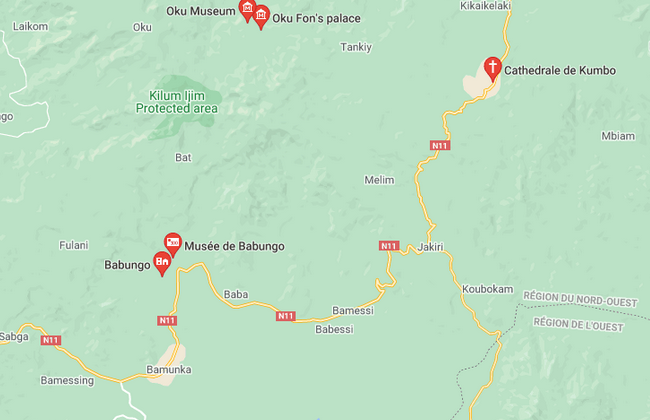 Kikaikelaki
Oku Museum
Oku Fon's palace
Laikom
Oku
Tankiy
Cathedrale de Kumbo
Kilum Ijim
Protected area
ngo
Mbiam
N11
Bat
Melim
Fulani
Musée de Babungo
N11
Jakiri
Babungo
Koubokam
Baba
RÉGION DU NORD-OUEST
Bamessi
N11
N11
RÉGION DE L'OUEST
Babessi
Sabga
N11
Bamunka
Bamessing